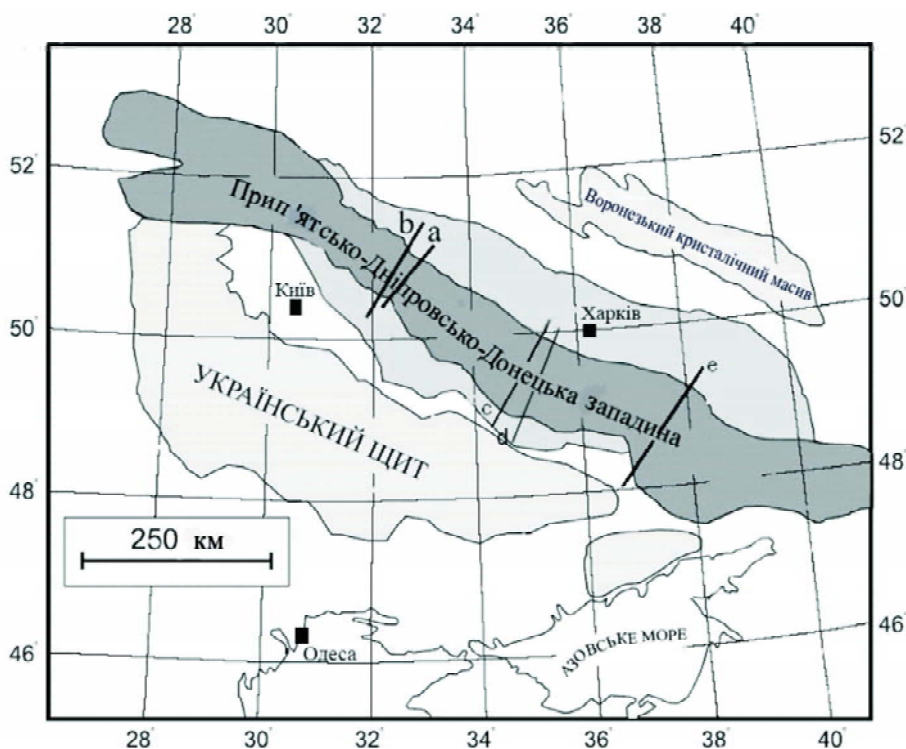 28° 30° 32° 34° 36° 38° 40°
52° 52°
Воронезький кристалічний масив
Прип'ятсько-Дніпровсько-Донецька западина
b a
Київ
Харків
50° 50°
e
УКРАЇНСЬКИЙ ЩИТ
c
d
48° 48°
250 км
46° 46°
Одеса
АЗОВСЬКЕ МОРЕ
28 30 32 34 36 38 40